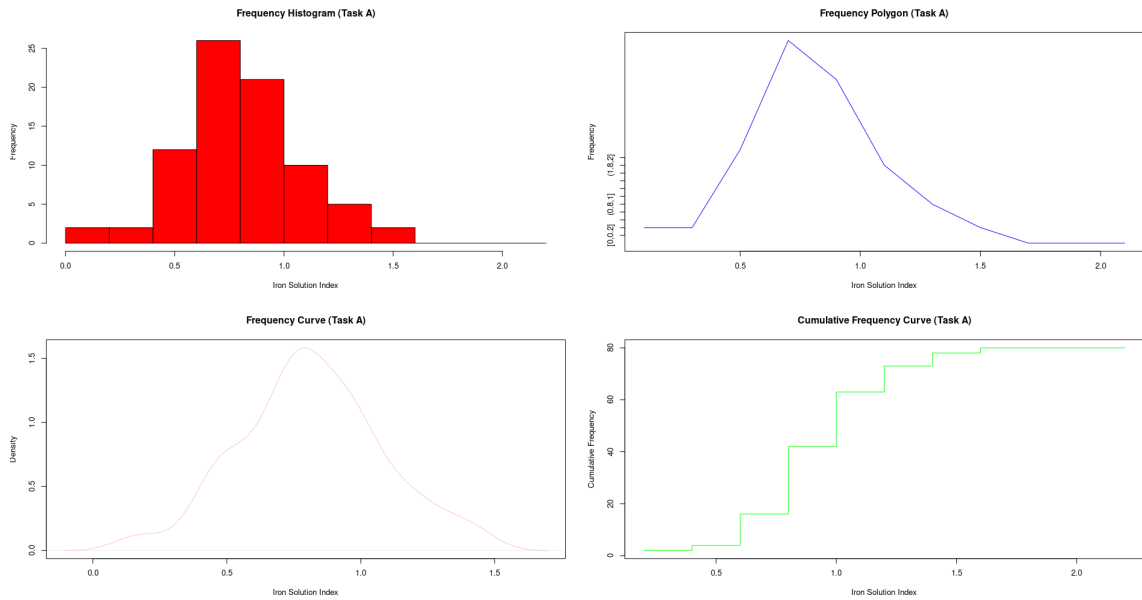 Frequency Histogram (Task A)
Frequency
25
20
15
10
5
0
0.0 0.5 1.0 1.5 2.0
Iron Solution Index
Frequency Polygon (Task A)
Frequency
(1.8,2]
(0.8,1]
[0,0.2]
0.5 1.0 1.5 2.0
Iron Solution Index
Frequency Curve (Task A)
Density
1.5
1.0
0.5
0.0
0.0 0.5 1.0 1.5
Iron Solution Index
Cumulative Frequency Curve (Task A)
Cumulative Frequency
80
60
40
20
0
0.5 1.0 1.5 2.0
Iron Solution Index